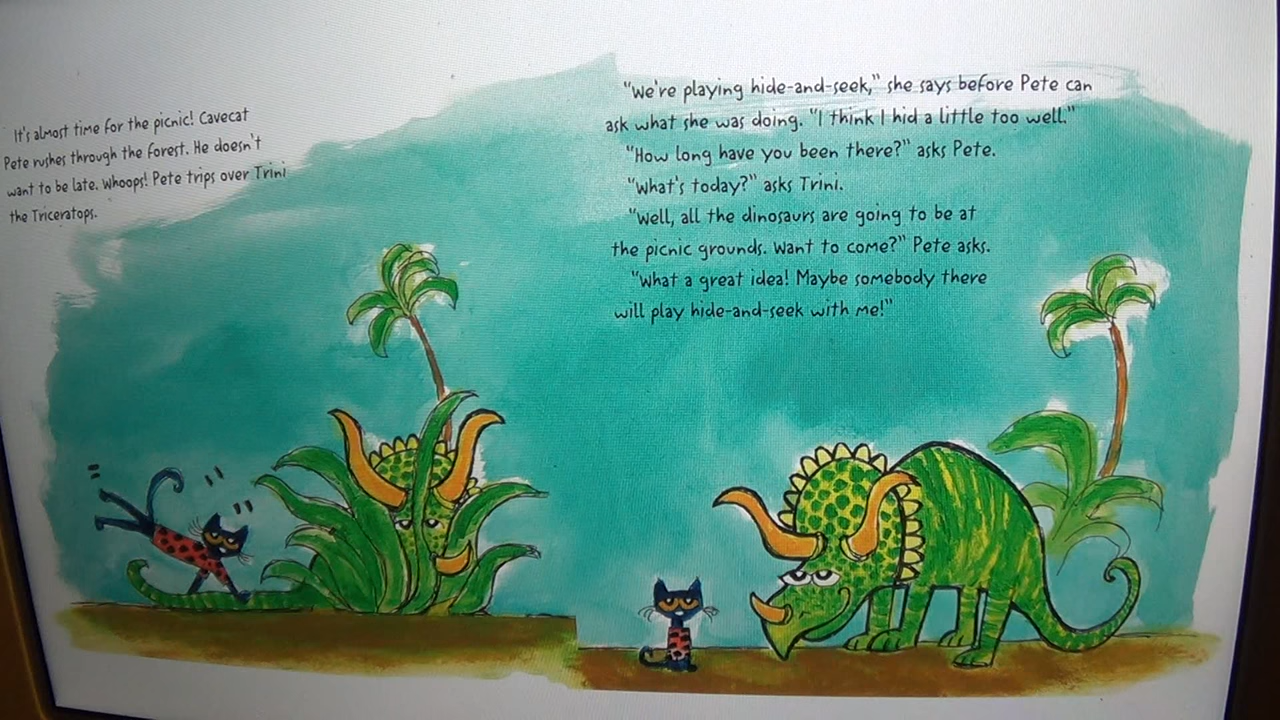 It's almost time for the picnic! Cavecat
Pete rushes through the forest. He doesn't
want to be late. Whoops! Pete trips over Trini
the Triceratops.
"We're playing hide-and-seek," she says before Pete can
ask what she was doing. "I think I hid a little too well."
"How long have you been there?" asks Pete.
"What's today?" asks Trini.
"Well, all the dinosaurs are going to be at
the picnic grounds. Want to come?" Pete asks.
"What a great idea! Maybe somebody there
will play hide-and-seek with me!"